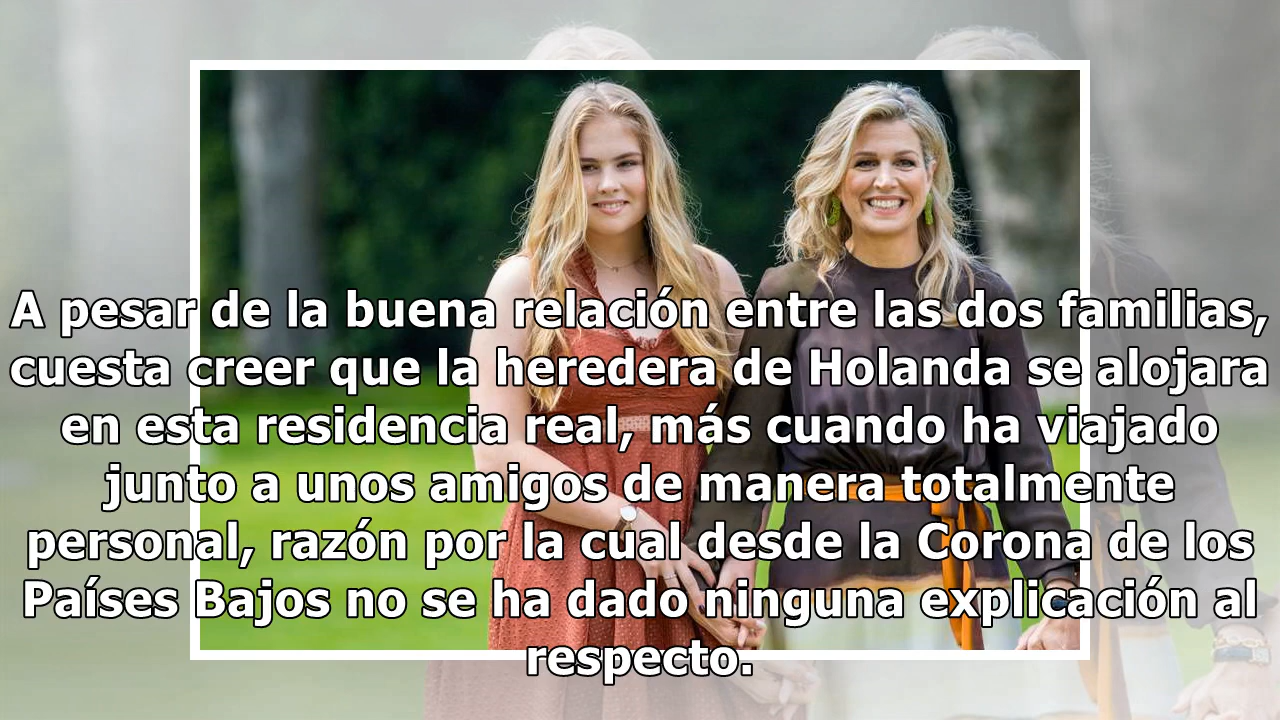 A pesar de la buena relación entre las dos familias,
cuesta creer que la heredera de Holanda se alojara
en esta residencia real, más cuando ha viajado
junto a unos amigos de manera totalmente
personal, razón por la cual desde la Corona de los
Países Bajos no se ha dado ninguna explicación al
respecto.